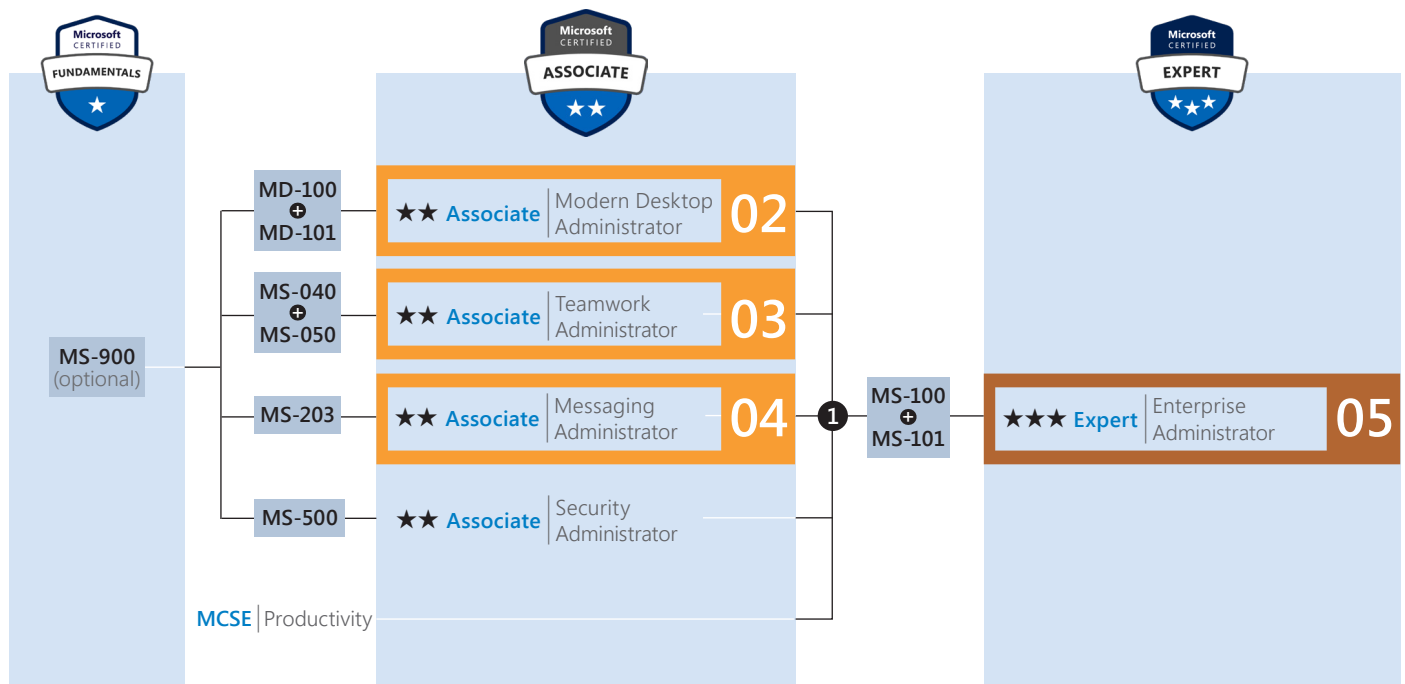 Microsoft
CERTIFIED
FUNDAMENTALS
Microsoft
CERTIFIED
ASSOCIATE
Microsoft
CERTIFIED
EXPERT
MS-900
(optional)
MD-100
+
MD-101
★★ Associate | Modern Desktop
Administrator
02
MS-040
+
MS-050
★★ Associate | Teamwork
Administrator
03
MS-203
★★ Associate | Messaging
Administrator
04
MS-500
★★ Associate | Security
Administrator
MCSE | Productivity
1
MS-100
+
MS-101
★★★ Expert | Enterprise
Administrator
05